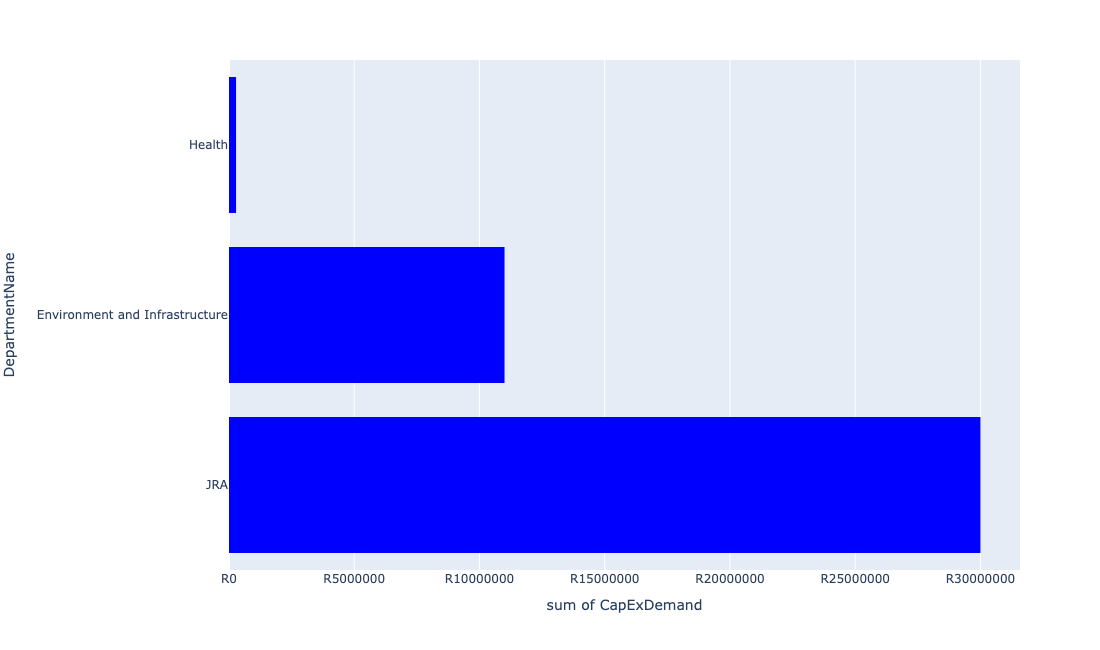 Health
Environment and Infrastructure
JRA
DepartmentName
R0 R5000000 R10000000 R15000000 R20000000 R25000000 R30000000
sum of CapExDemand